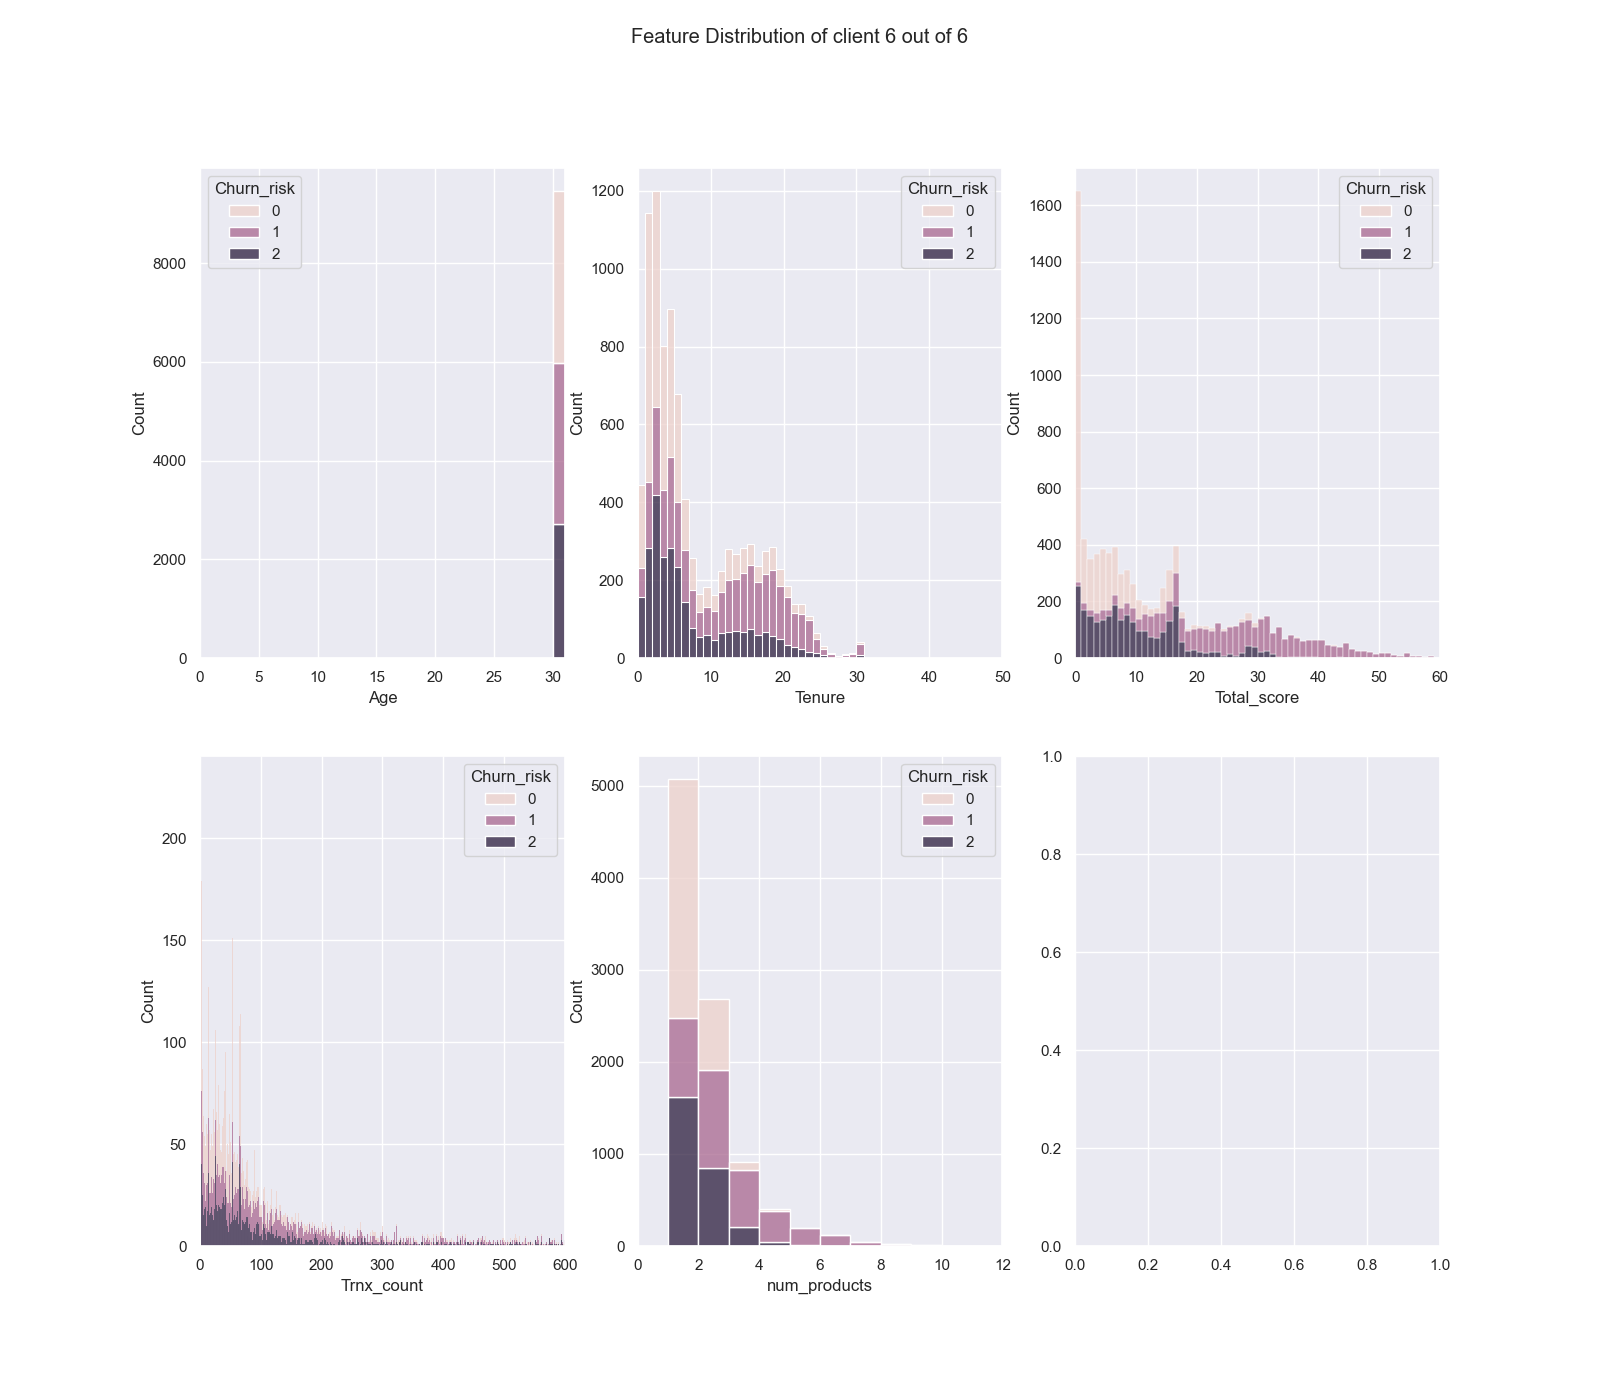 Feature Distribution of client 6 out of 6
Churn_risk
0
1
2
8000
6000
4000
2000
0
Count
0 5 10 15 20 25 30
Age
Churn_risk
0
1
2
1200
1000
800
600
400
200
0
Count
0 10 20 30 40 50
Tenure
Churn_risk
0
1
2
1600
1400
1200
1000
800
600
400
200
0
Count
0 10 20 30 40 50 60
Total_score
Churn_risk
0
1
2
200
150
100
50
0
Count
0 100 200 300 400 500 600
Trnx_count
Churn_risk
0
1
2
5000
4000
3000
2000
1000
0
Count
0 2 4 6 8 10 12
num_products
1.0
0.8
0.6
0.4
0.2
0.0
0.0 0.2 0.4 0.6 0.8 1.0